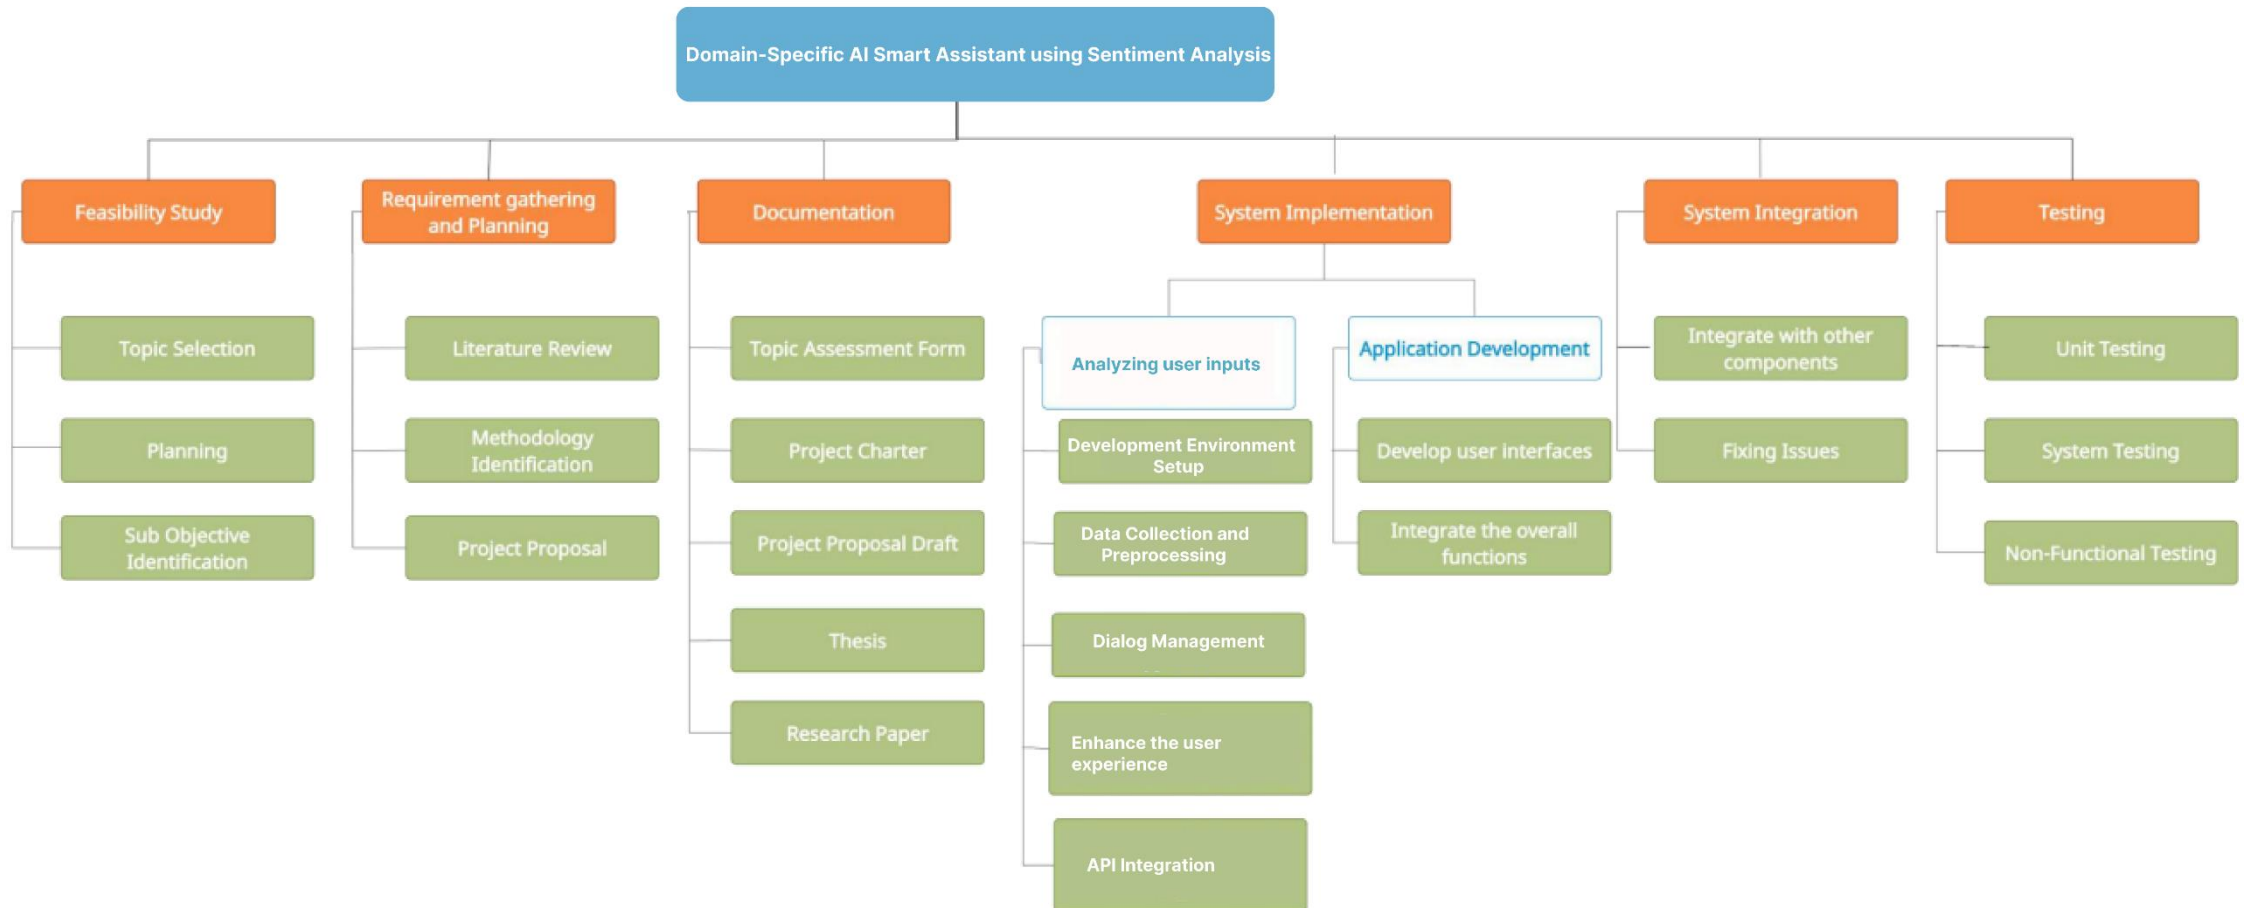 Domain-Specific AI Smart Assistant using Sentiment Analysis
Feasibility Study
Topic Selection
Planning
Sub Objective
Identification
Requirement gathering
and Planning
Literature Review
Methodology
Identification
Project Proposal
Documentation
Topic Assessment Form
Project Charter
Project Proposal Draft
Thesis
Research Paper
System Implementation
Analyzing user inputs
Development Environment
Setup
Data Collection and
Preprocessing
Dialog Management
Enhance the user
experience
API Integration
Application Development
Develop user interfaces
Integrate the overall
functions
System Integration
Integrate with other
components
Fixing Issues
Testing
Unit Testing
System Testing
Non-Functional Testing